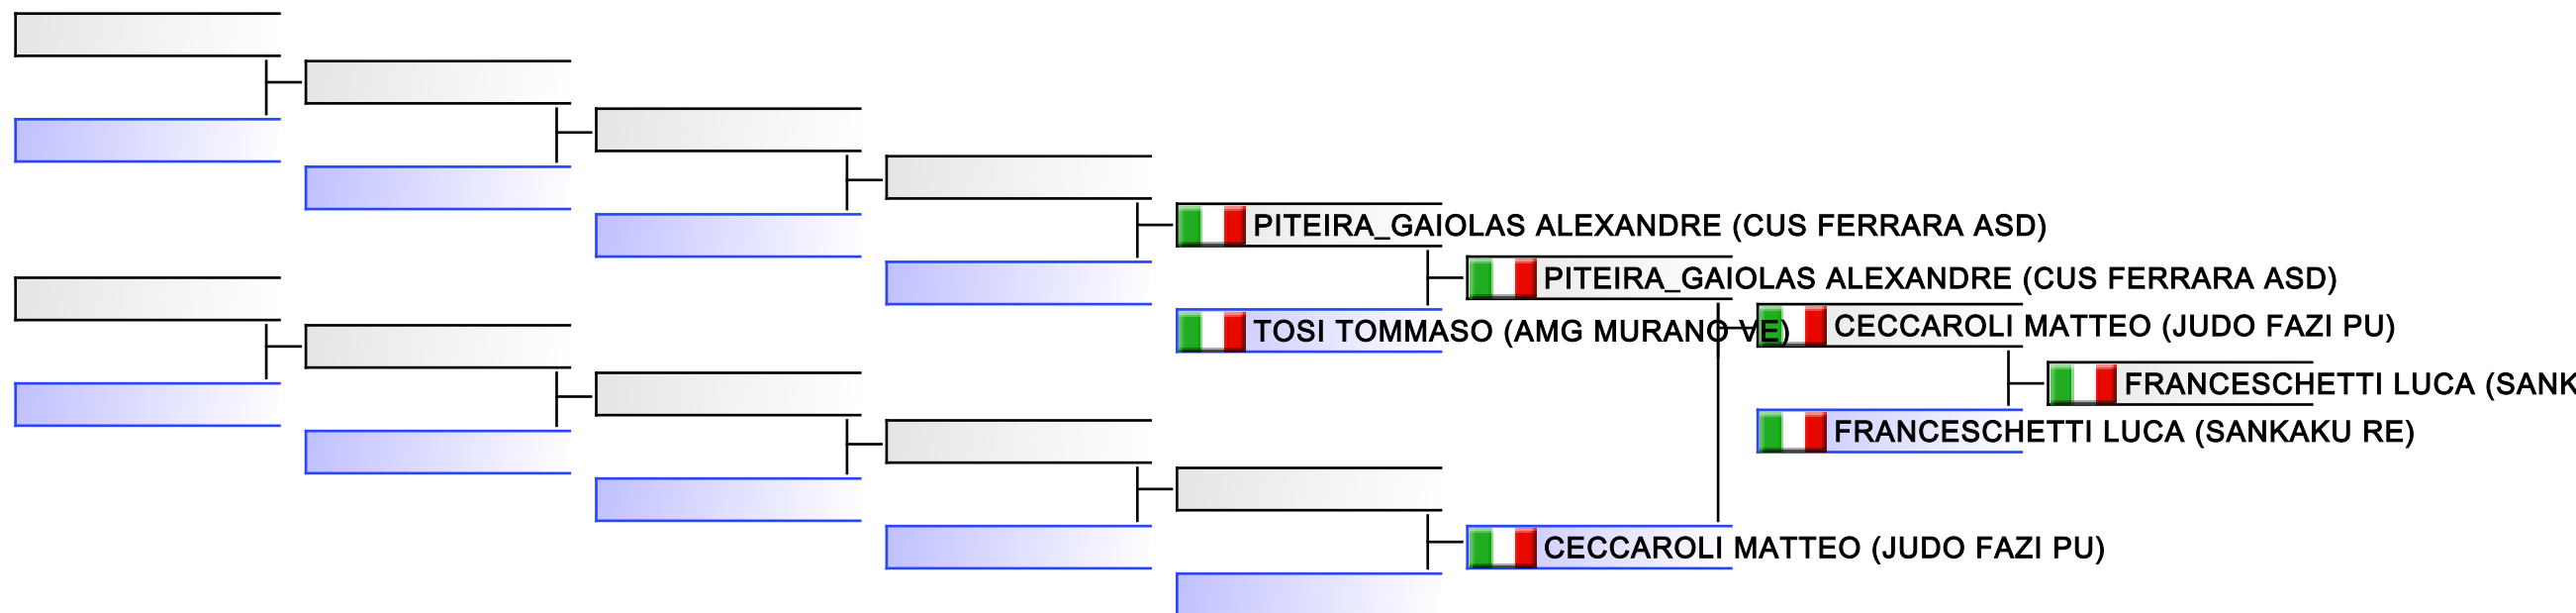 PITEIRA_GAIOLAS ALEXANDRE (CUS FERRARA ASD)
PITEIRA_GAIOLAS ALEXANDRE (CUS FERRARA ASD)
TOSI TOMMASO (AMG MURANO VE)
CECCAROLI MATTEO (JUDO FAZI PU)
FRANCESCHETTI LUCA (SANK
FRANCESCHETTI LUCA (SANKAKU RE)
CECCAROLI MATTEO (JUDO FAZI PU)